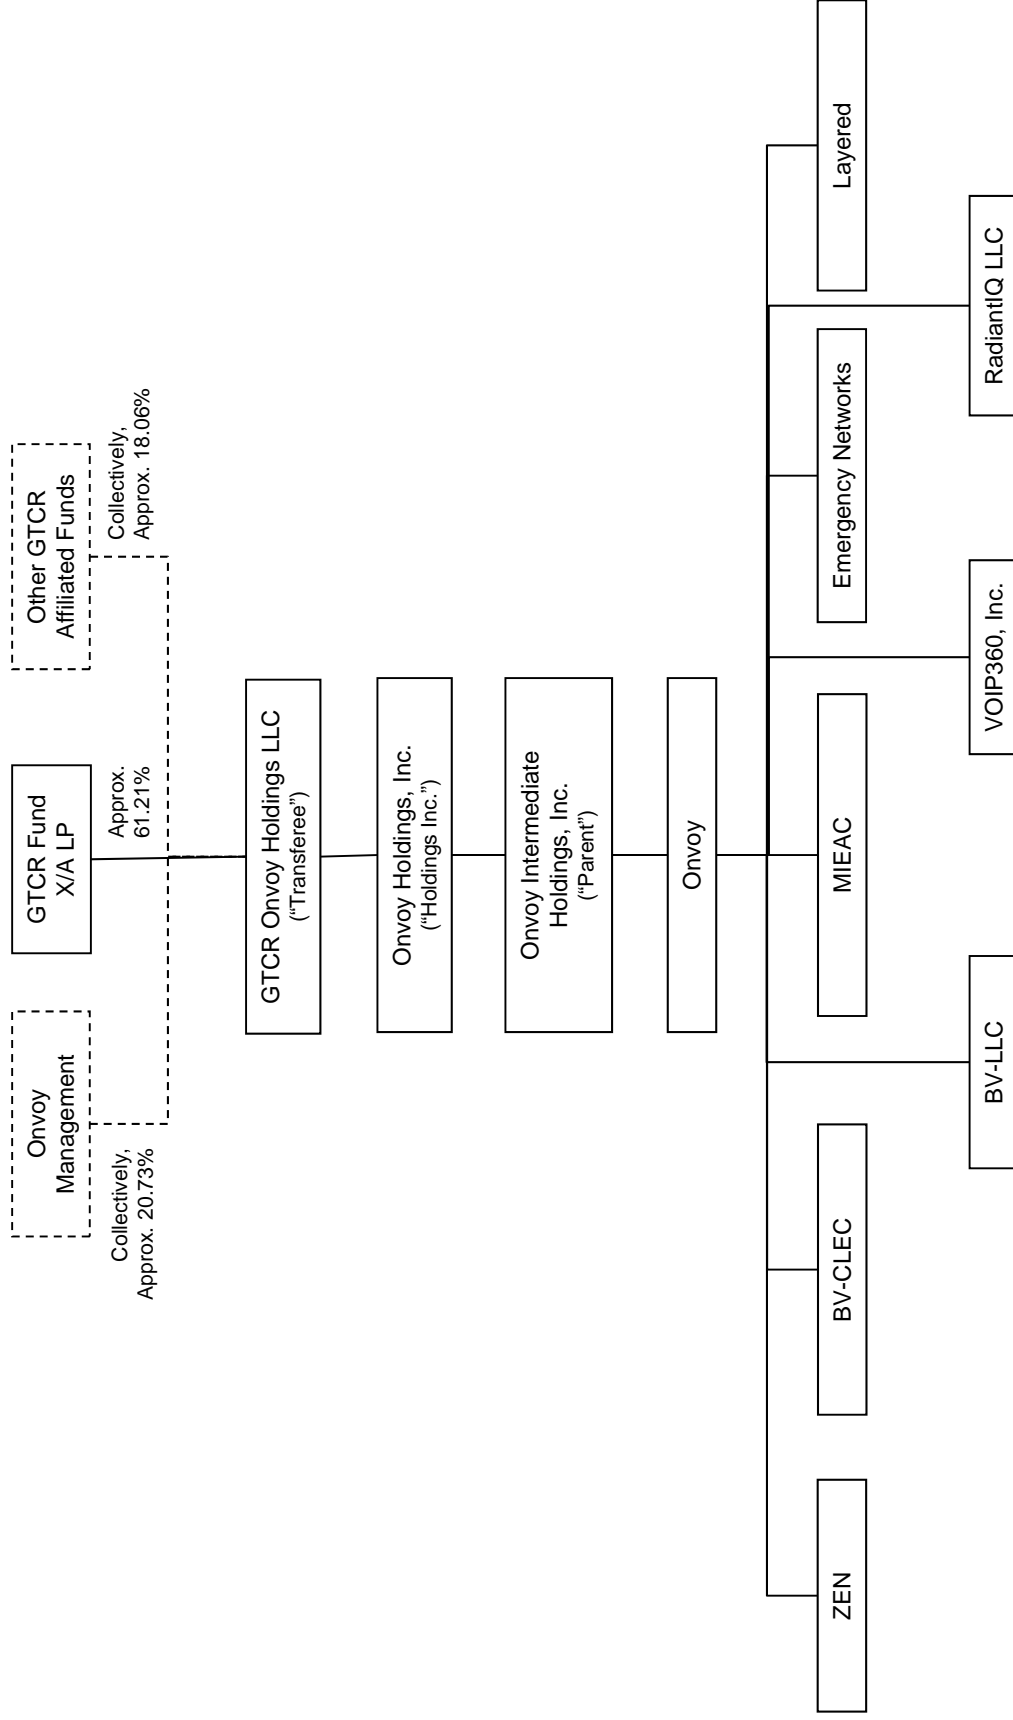 Onvoy
Management
GTCR Fund
X/A LP
Other GTCR
Affiliated Funds
Collectively,
Approx. 20.73%
Approx.
61.21%
Collectively,
Approx. 18.06%
GTCR Onvoy Holdings LLC
(“Transferee”)
Onvoy Holdings, Inc.
(“Holdings Inc.”)
Onvoy Intermediate
Holdings, Inc.
(“Parent”)
Onvoy
ZEN
BV-CLEC
MIEAC
Emergency Networks
Layered
BV-LLC
VOIP360, Inc.
RadiantIQ LLC